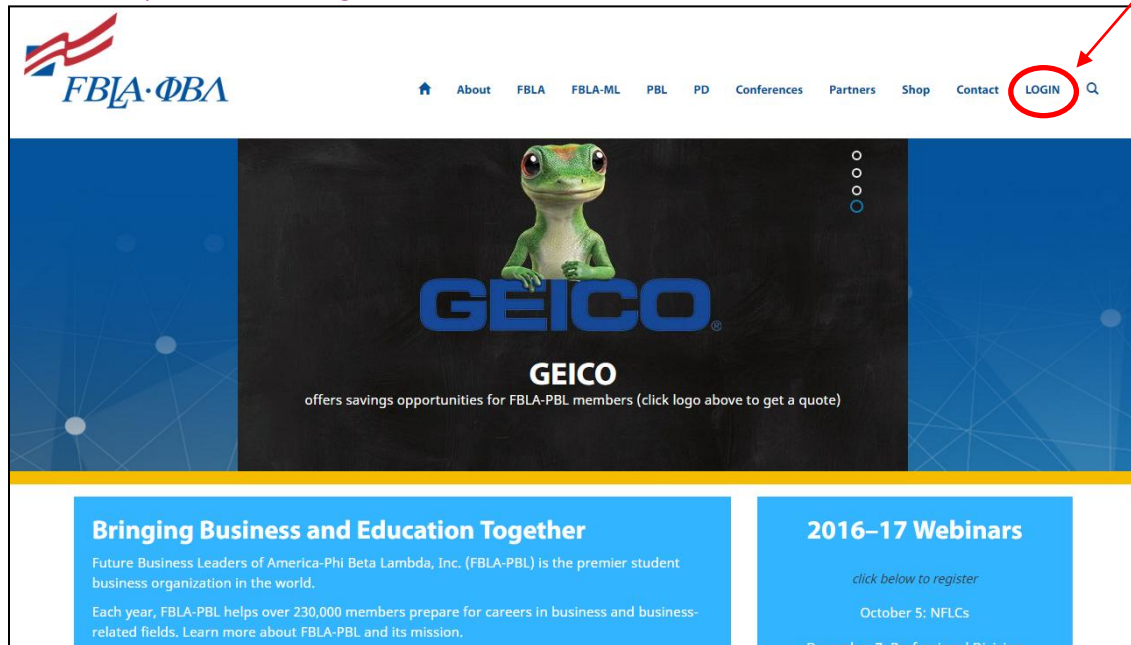 FBLA·ΦBΛ
About FBLA FBLA-ML PBL PD Conferences Partners Shop Contact LOGIN
GEICO®
GEICO
offers savings opportunities for FBLA-PBL members (click logo above to get a quote)
Bringing Business and Education Together
Future Business Leaders of America-Phi Beta Lambda, Inc. (FBLA-PBL) is the premier student
business organization in the world.
Each year, FBLA-PBL helps over 230,000 members prepare for careers in business and business-
related fields. Learn more about FBLA-PBL and its mission.
2016–17 Webinars
click below to register
October 5: NFLCs